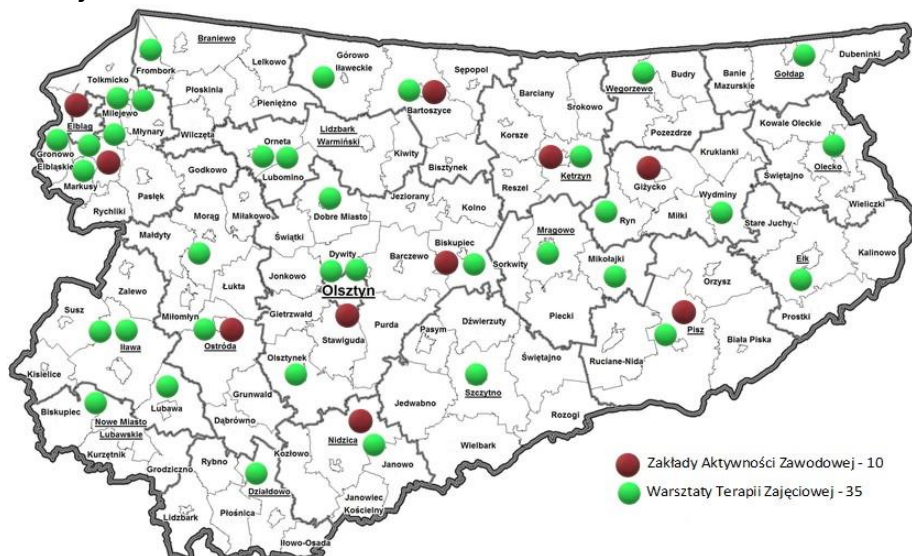 Braniewo
Frombork
Lelkowo
Górowo
Iławeckie
Sępopol
Węgorzewo
Budry
Banie
Mazurskie
Gołdap
Dubeninki
Tolkmicko
Płoskinia
Pieniężno
Bartoszyce
Barciany
Srokowo
Milejewo
Elbląg
Młynary
Wilczęta
Orneta
Lidzbark
Warmiński
Korsze
Pozezdrze
Kowale Oleckie
Gronowo
Elbląskie
Markusy
Godkowo
Lubomino
Kiwity
Bisztynek
Reszel
Kętrzyn
Giżycko
Kruklanki
Świętajno
Olecko
Pasłęk
Rychliki
Morąg
Miłakowo
Dobre Miasto
Jeziorany
Kolno
Ryn
Miłki
Wydminy
Stare Juchy
Wieliczki
Małdyty
Świątki
Dywity
Barczewo
Biskupiec
Sorkwity
Mrągowo
Mikołajki
Ełk
Kalinowo
Zalewo
Łukta
Jonkowo
Olsztyn
Orzysz
Susz
Miłomłyn
Gietrzwałd
Purda
Dźwierzuty
Piecki
Prostki
Iława
Ostróda
Stawiguda
Pasym
Pisz
Biała Piska
Kisielice
Olsztynek
Świętajno
Ruciane-Nida
Lubawa
Grunwald
Szczytno
Biskupiec
Nowe Miasto
Lubawskie
Dąbrówno
Jedwabno
Rozogi
Kurzętnik
Nidzica
Wielbark
Grodziczno
Rybno
Kozłowo
Janowo
Działdowo
Lidzbark
Płośnica
Janowiec
Kościelny
Iłowo-Osada
Zakłady Aktywności Zawodowej - 10
Warsztaty Terapii Zajęciowej - 35